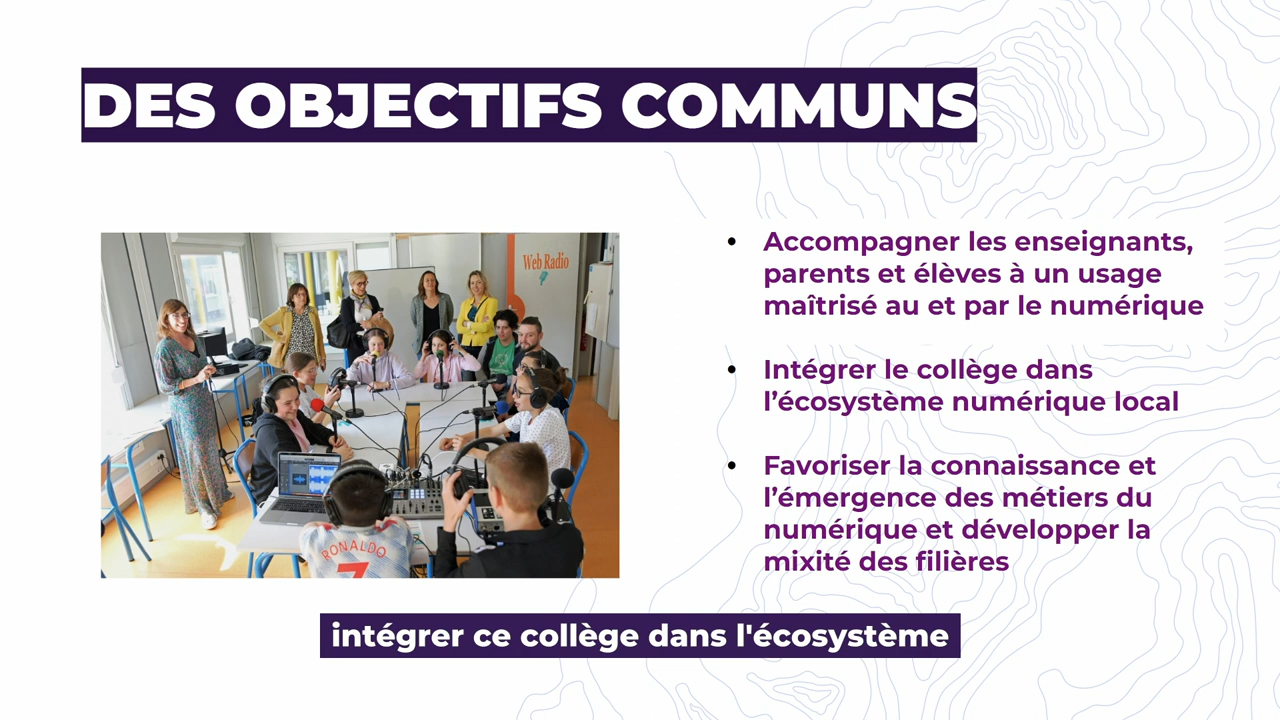 DES OBJECTIFS COMMUNS
Web Radio
RONALDO
7
• Accompagner les enseignants,
parents et élèves à un usage
maîtrisé au et par le numérique
• Intégrer le collège dans
l’écosystème numérique local
• Favoriser la connaissance et
l’émergence des métiers du
numérique et développer la
mixité des filières
intégrer ce collège dans l'écosystème